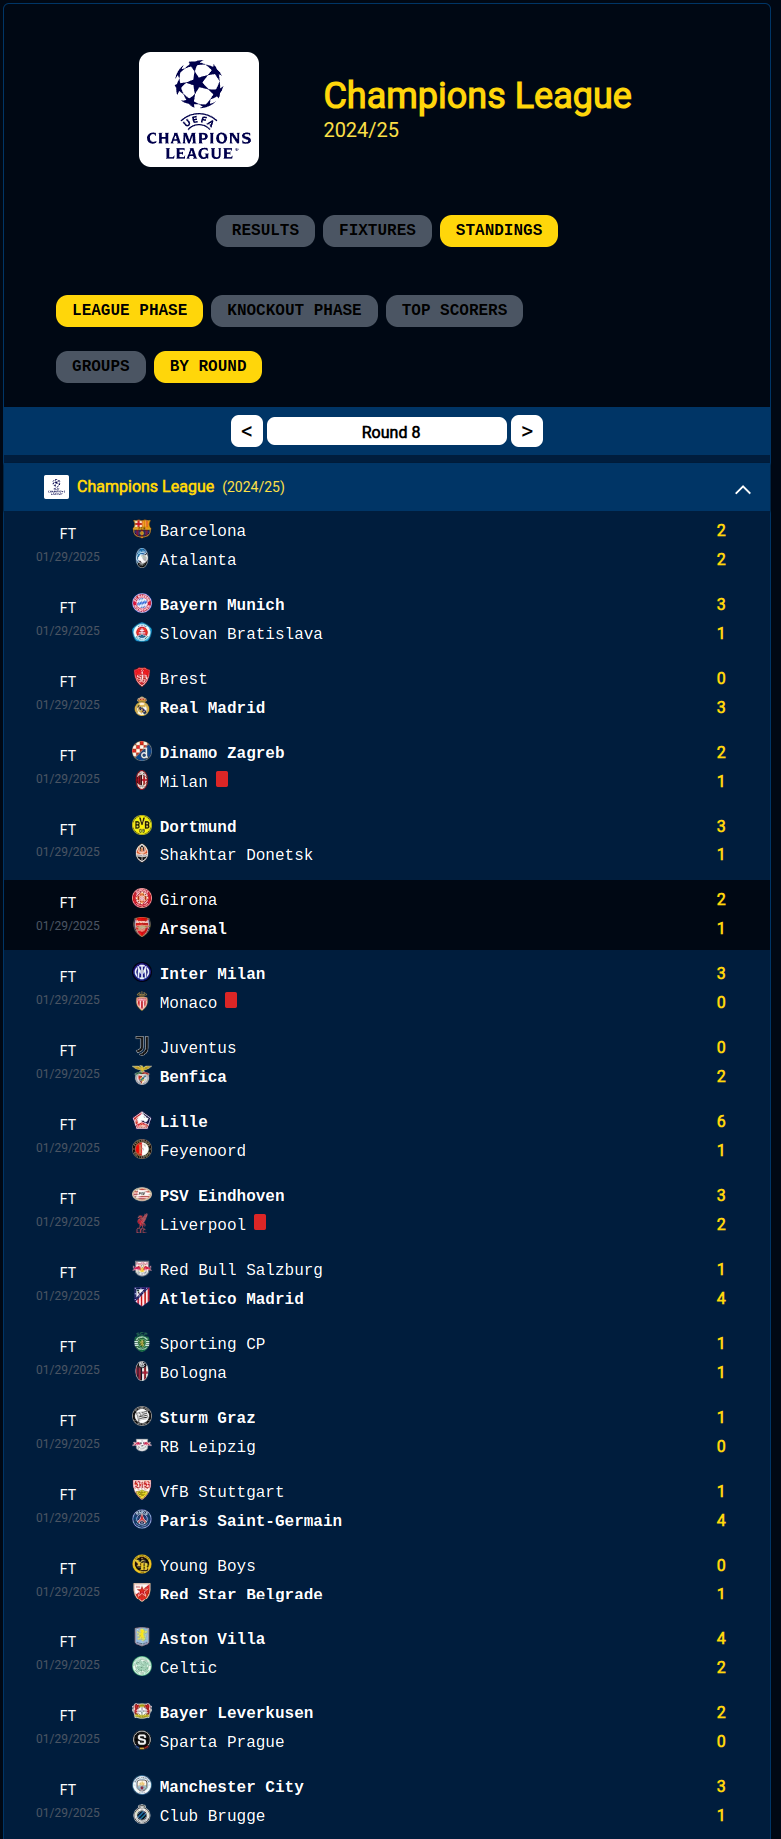 UEFA
CHAMPIONS
LEAGUE
Champions League
2024/25
RESULTS FIXTURES STANDINGS
LEAGUE PHASE KNOCKOUT PHASE TOP SCORERS
GROUPS BY ROUND
< Round 8 >
Champions League (2024/25)
FT Barcelona 2
01/29/2025 Atalanta 2
FT Bayern Munich 3
01/29/2025 Slovan Bratislava 1
FT Brest 0
01/29/2025 Real Madrid 3
FT Dinamo Zagreb 2
01/29/2025 Milan 1
FT Dortmund 3
01/29/2025 Shakhtar Donetsk 1
FT Girona 2
01/29/2025 Arsenal 1
FT Inter Milan 3
01/29/2025 Monaco 0
FT Juventus 0
01/29/2025 Benfica 2
FT Lille 6
01/29/2025 Feyenoord 1
FT PSV Eindhoven 3
01/29/2025 Liverpool 2
FT Red Bull Salzburg 1
01/29/2025 Atletico Madrid 4
FT Sporting CP 1
01/29/2025 Bologna 1
FT Sturm Graz 1
01/29/2025 RB Leipzig 0
FT VfB Stuttgart 1
01/29/2025 Paris Saint-Germain 4
FT Young Boys 0
01/29/2025 Red Star Belgrade 1
FT Aston Villa 4
01/29/2025 Celtic 2
FT Bayer Leverkusen 2
01/29/2025 Sparta Prague 0
FT Manchester City 3
01/29/2025 Club Brugge 1